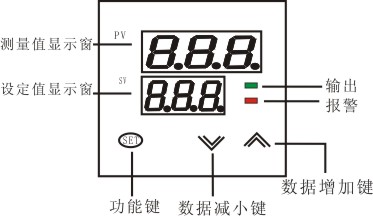 测量值显示窗
PV
8.8.8.
设定值显示窗
SV
8.8.8.
输出
报警
SET
功能键
数据减小键
数据增加键